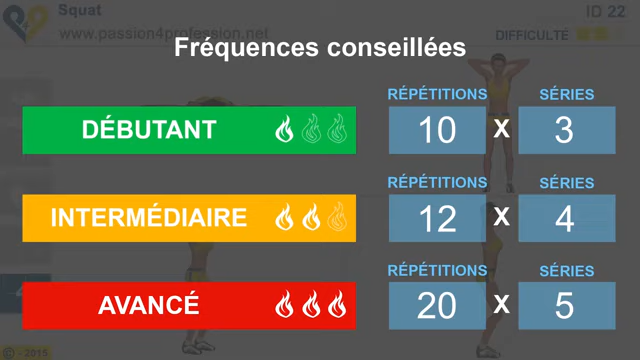 Squat
ID 22
www.passion4profession.net
DIFFICULTÉ
Fréquences conseillées
RÉPÉTITIONS SÉRIES
DÉBUTANT 10 X 3
RÉPÉTITIONS SÉRIES
INTERMÉDIAIRE 12 X 4
RÉPÉTITIONS SÉRIES
AVANCÉ 20 X 5
© - 2015